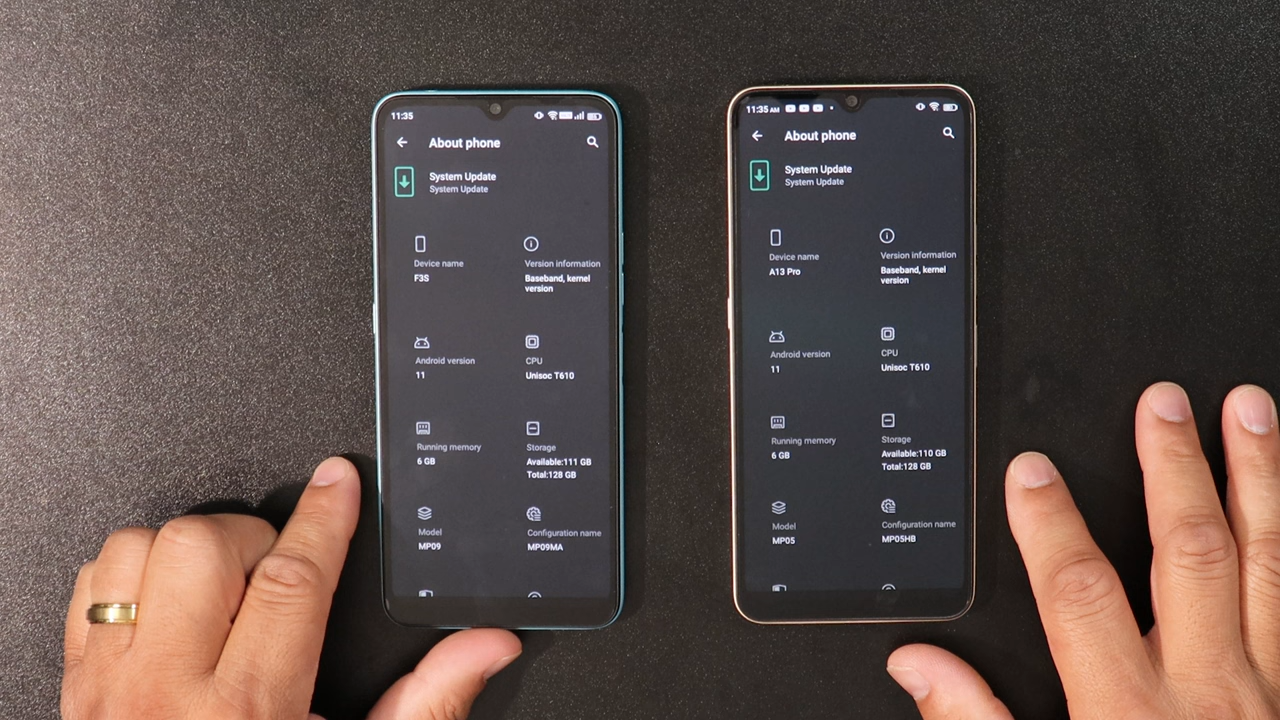 11:35
About phone
System Update
System Update
Device name
F3S
Version information
Baseband, kernel
version
Android version
11
CPU
Unisoc T610
Running memory
6 GB
Storage
Available:111 GB
Total:128 GB
Model
MP09
Configuration name
MP09MA
11:35 AM
About phone
System Update
System Update
Device name
A13 Pro
Version information
Baseband, kernel
version
Android version
11
CPU
Unisoc T610
Running memory
6 GB
Storage
Available:110 GB
Total:128 GB
Model
MP05
Configuration name
MP05HB